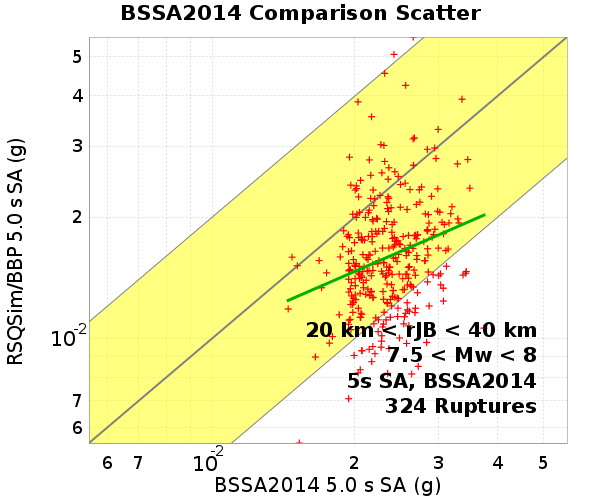 BSSA2014 Comparison Scatter
RSQSim/BBP 5.0 s SA (g)
5
4
3
2
10-2
7
6
20 km < rJB < 40 km
7.5 < Mw < 8
5s SA, BSSA2014
324 Ruptures
6 7 10-2 2 3 4 5
BSSA2014 5.0 s SA (g)